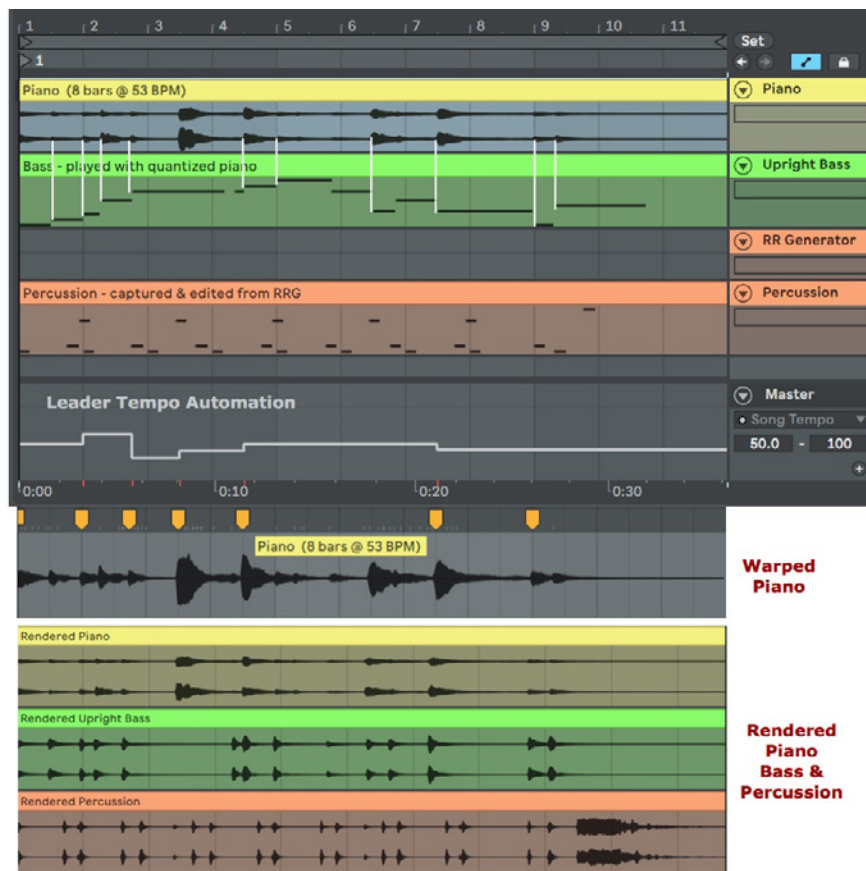 1 2 3 4 5 6 7 8 9 10 11
Set
1
Piano (8 bars @ 53 BPM)
Piano
Bass - played with quantized piano
Upright Bass
RR Generator
Percussion - captured & edited from RRG
Percussion
Leader Tempo Automation
Master
Song Tempo
50.0 - 100
0:00 0:10 0:20 0:30
Piano (8 bars @ 53 BPM)
Warped
Piano
Rendered Piano
Rendered Upright Bass
Rendered
Piano
Bass &
Percussion
Rendered Percussion